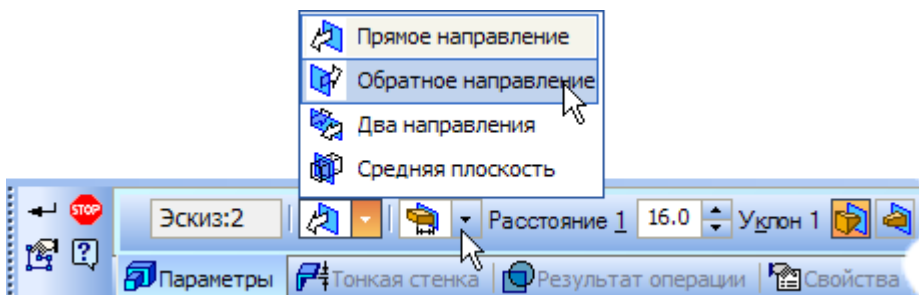 Прямое направление
Обратное направление
Два направления
Средняя плоскость
STOP Эскиз:2 Расстояние 1 16.0 Уклон 1
Параметры Тонкая стенка Результат операции Свойства